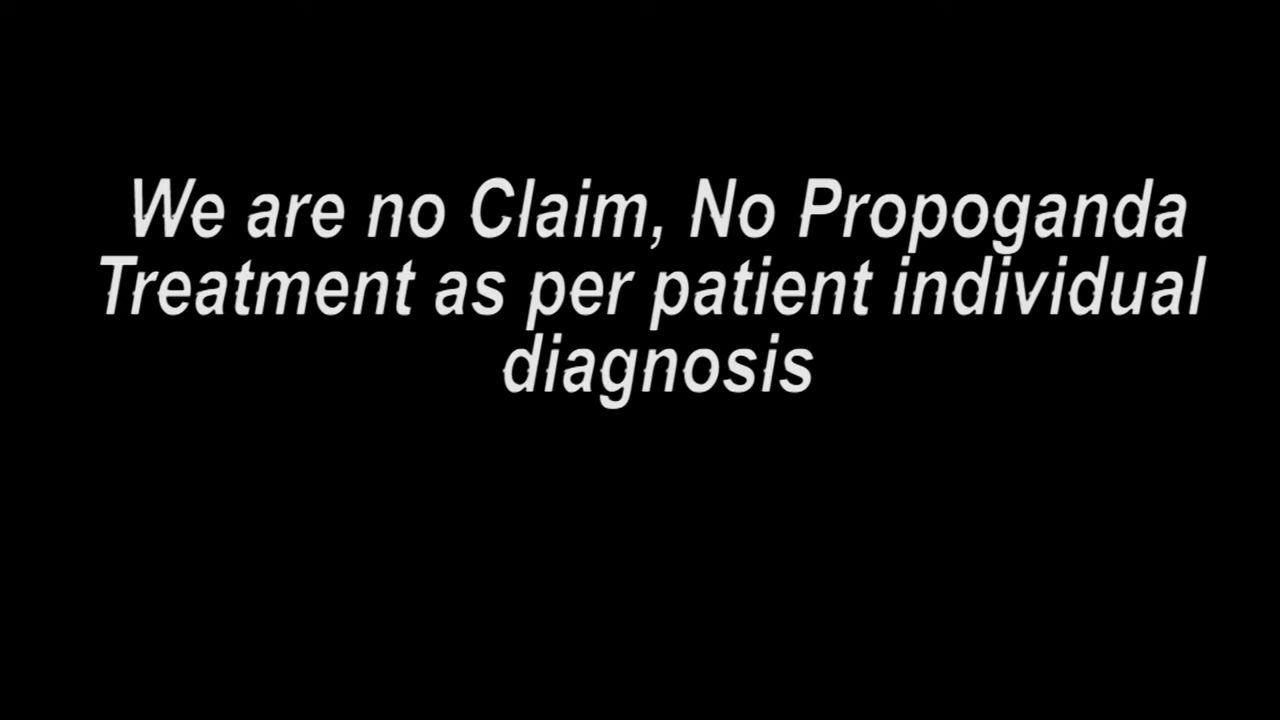 We are no Claim, No Propoganda
Treatment as per patient individual
diagnosis